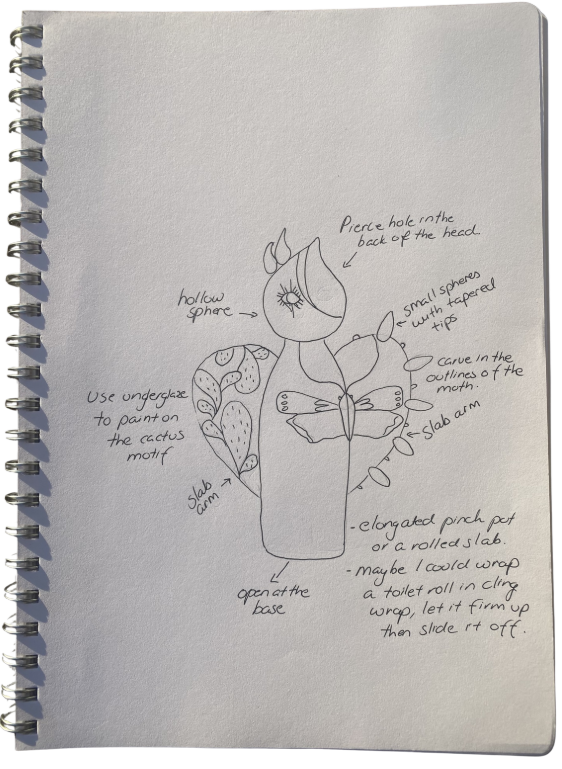 Pierce hole in the
back of the head.
hollow
sphere
small spheres
with tapered
tips
carve in the
outlines of the
moth.
slab arm
Use underglaze
to paint on
the cactus
motif
slab
arm
- elongated pinch pot
or a rolled slab.
- maybe I could wrap
a toilet roll in cling
wrap, let it firm up
then slide it off.
open at the
base